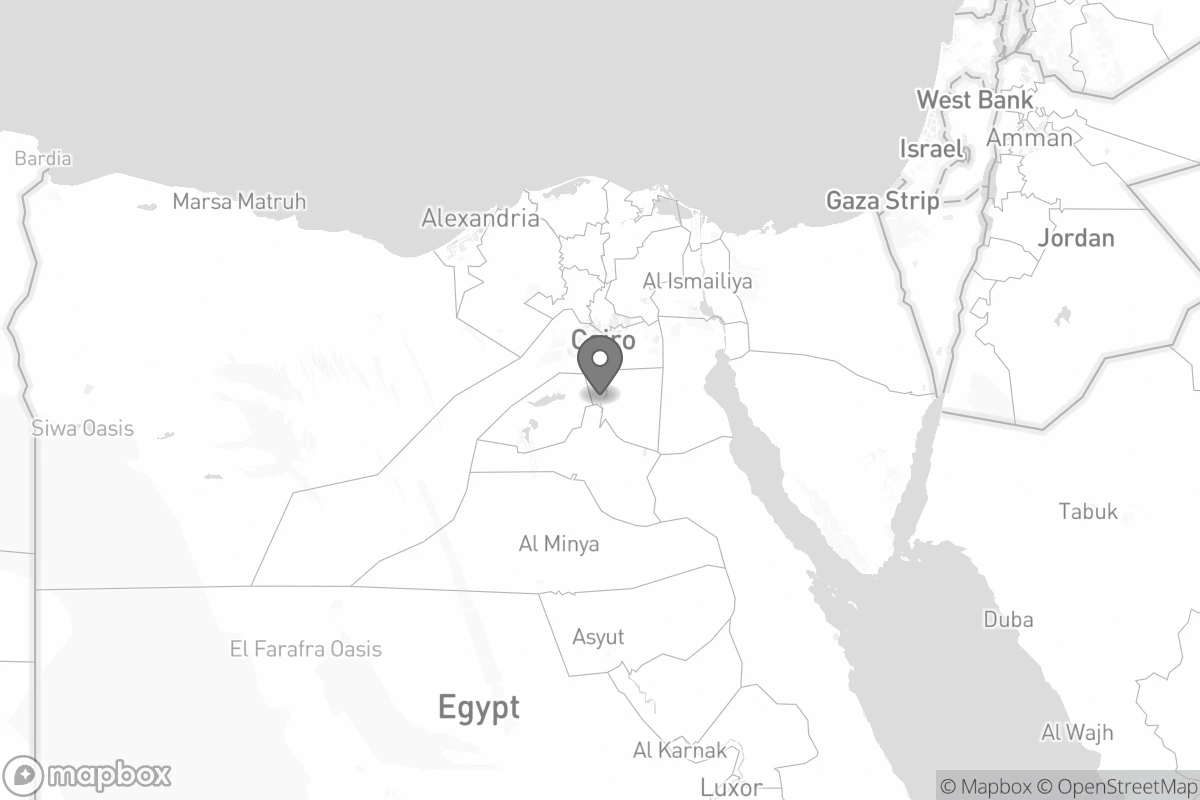 West Bank
Amman
Israel
Bardia
Marsa Matruh
Gaza Strip
Alexandria
Jordan
Al Ismailiya
Cairo
Siwa Oasis
Tabuk
Al Minya
Duba
Asyut
El Farafra Oasis
Egypt
Al Wajh
Al Karnak
mapbox
Luxor
© Mapbox © OpenStreetMap